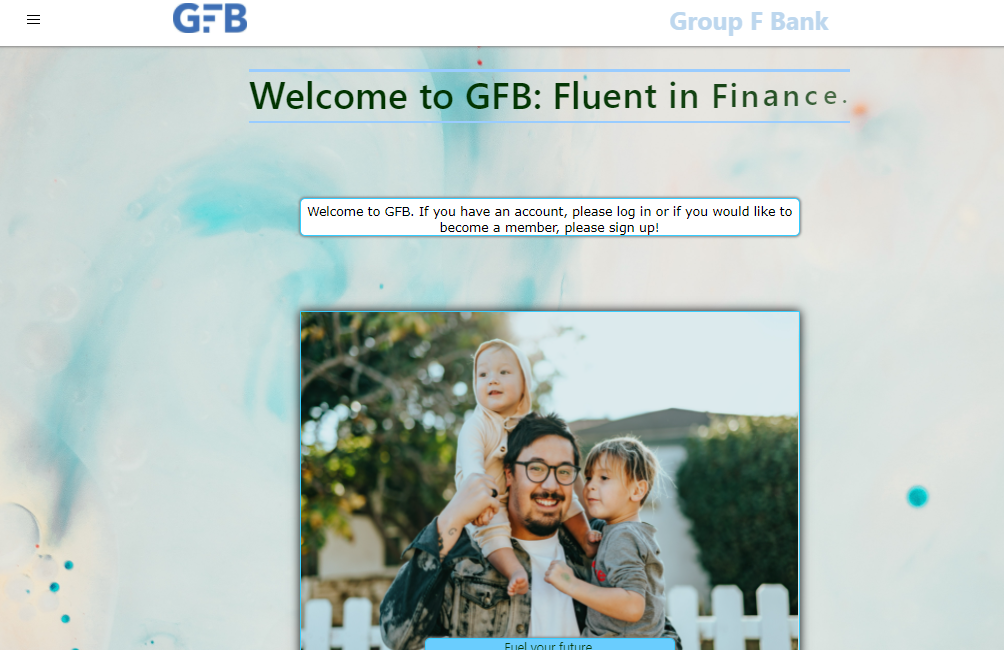 GFB
Group F Bank
Welcome to GFB: Fluent in Finance.
Welcome to GFB. If you have an account, please log in or if you would like to
become a member, please sign up!
Fuel your future